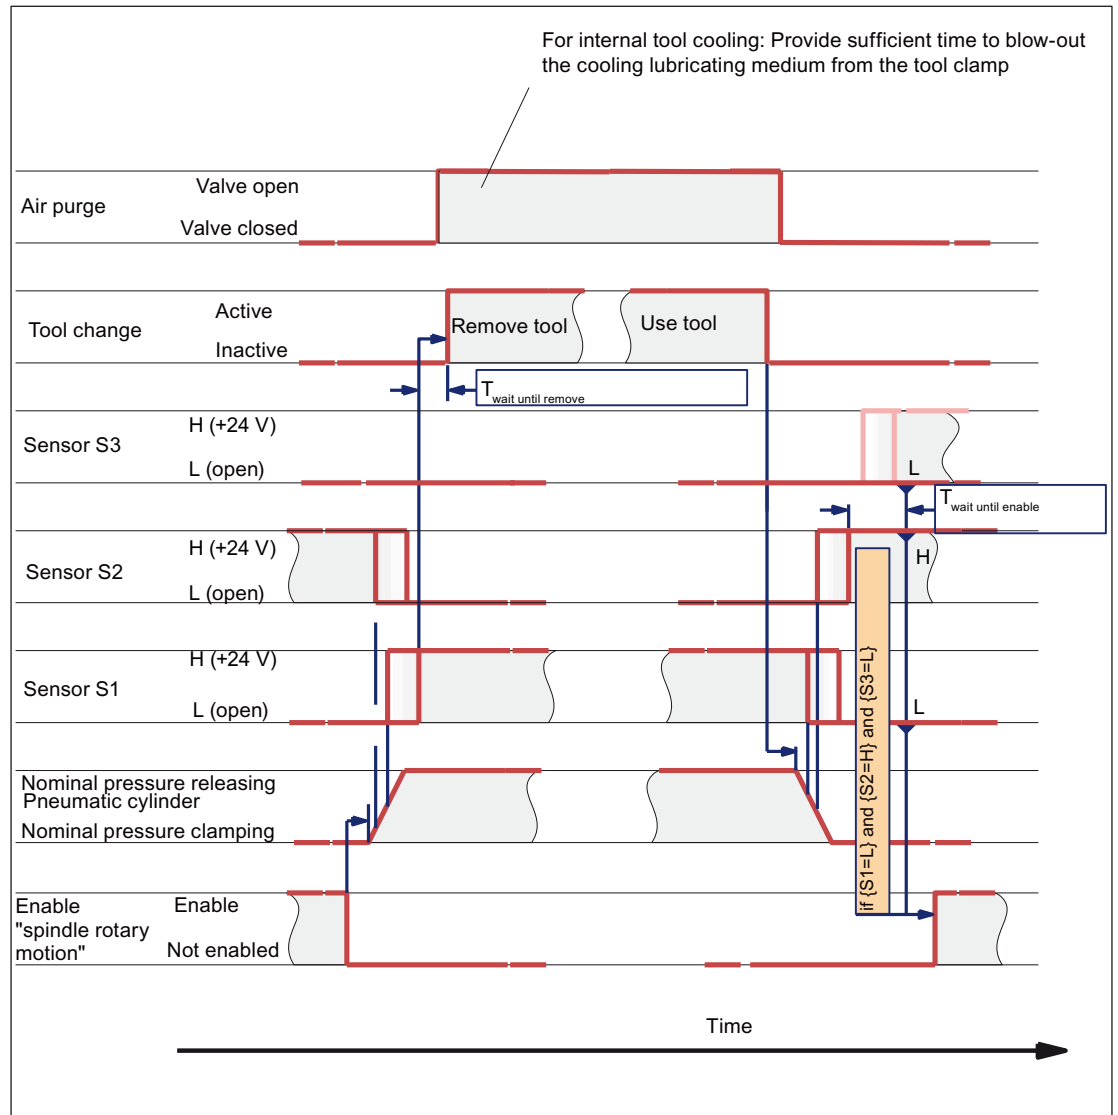 For internal tool cooling: Provide sufficient time to blow-out
the cooling lubricating medium from the tool clamp
Air purge
Valve open
Valve closed
Tool change
Active
Inactive
Remove tool
Use tool
T wait until remove
Sensor S3
H (+24 V)
L (open)
L
T wait until enable
Sensor S2
H (+24 V)
L (open)
H
Sensor S1
H (+24 V)
L (open)
L
if {S1=L} and {S2=H} and {S3=L}
Nominal pressure releasing
Pneumatic cylinder
Nominal pressure clamping
Enable
"spindle rotary
motion"
Enable
Not enabled
Time